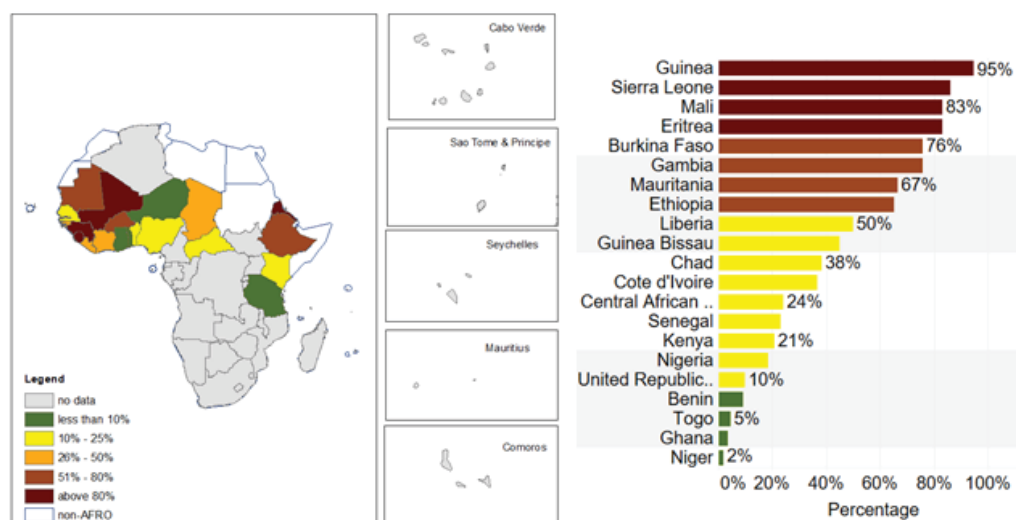 Cabo Verde
Sao Tome & Principe
Seychelles
Mauritius
Comoros
Legend
no data
less than 10%
10% - 25%
26% - 50%
51% - 80%
above 80%
non-AFRO
Guinea 95%
Sierra Leone
Mali 83%
Eritrea
Burkina Faso 76%
Gambia
Mauritania 67%
Ethiopia
Liberia 50%
Guinea Bissau
Chad 38%
Cote d'Ivoire
Central African .. 24%
Senegal
Kenya 21%
Nigeria
United Republic.. 10%
Benin
Togo 5%
Ghana
Niger 2%
0% 20% 40% 60% 80% 100%
Percentage